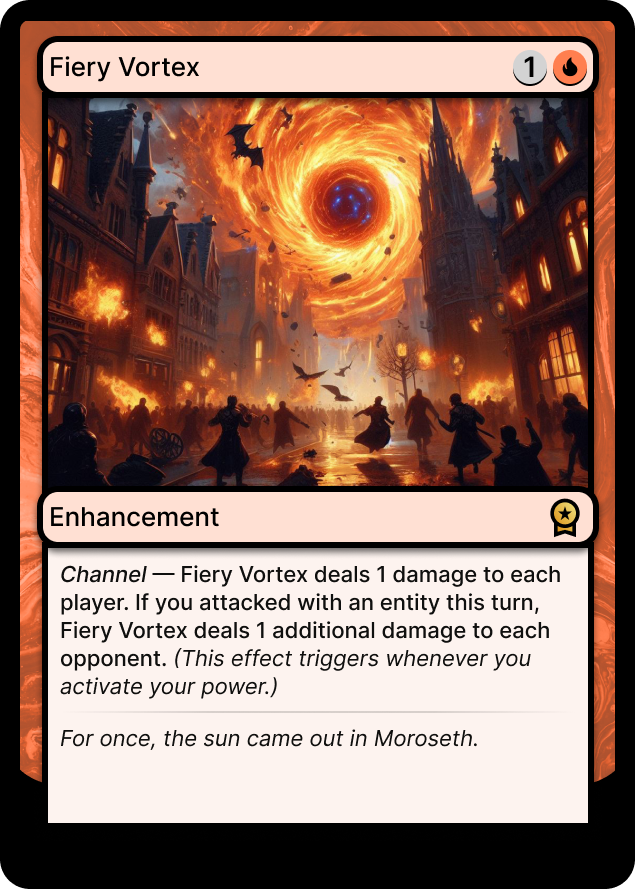 Fiery Vortex
1
Enhancement
Channel — Fiery Vortex deals 1 damage to each
player. If you attacked with an entity this turn,
Fiery Vortex deals 1 additional damage to each
opponent. (This effect triggers whenever you
activate your power.)
For once, the sun came out in Moroseth.